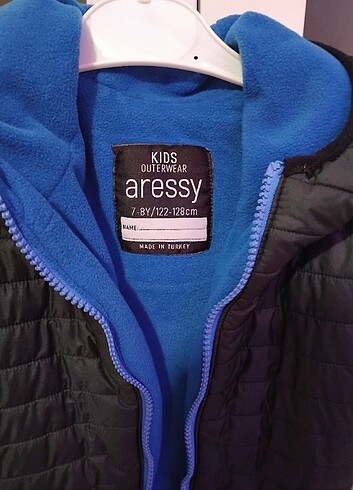 KIDS
OUTERWEAR
aressy
7-8Y/122-128cm
NAME:
MADE IN TURKEY